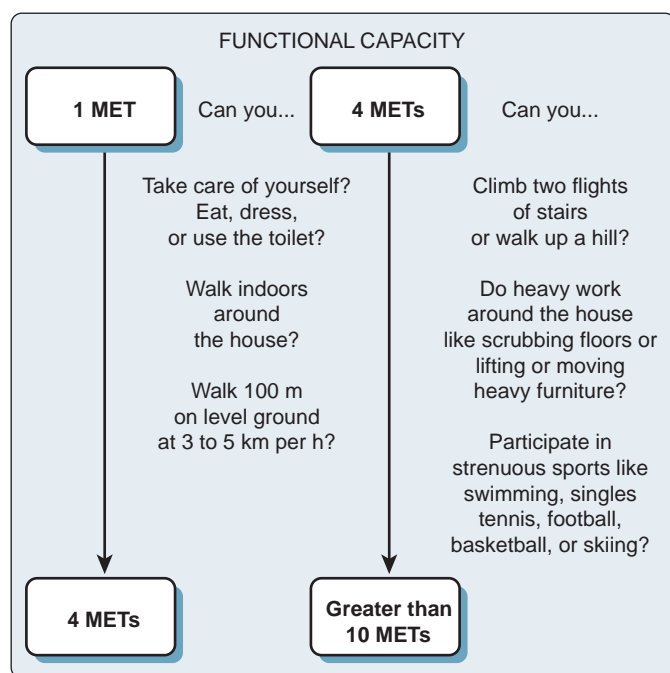 FUNCTIONAL CAPACITY
1 MET
Can you...
4 METs
Can you...
Take care of yourself?
Eat, dress,
or use the toilet?
Walk indoors
around
the house?
Walk 100 m
on level ground
at 3 to 5 km per h?
Climb two flights
of stairs
or walk up a hill?
Do heavy work
around the house
like scrubbing floors or
lifting or moving
heavy furniture?
Participate in
strenuous sports like
swimming, singles
tennis, football,
basketball, or skiing?
4 METs
Greater than
10 METs